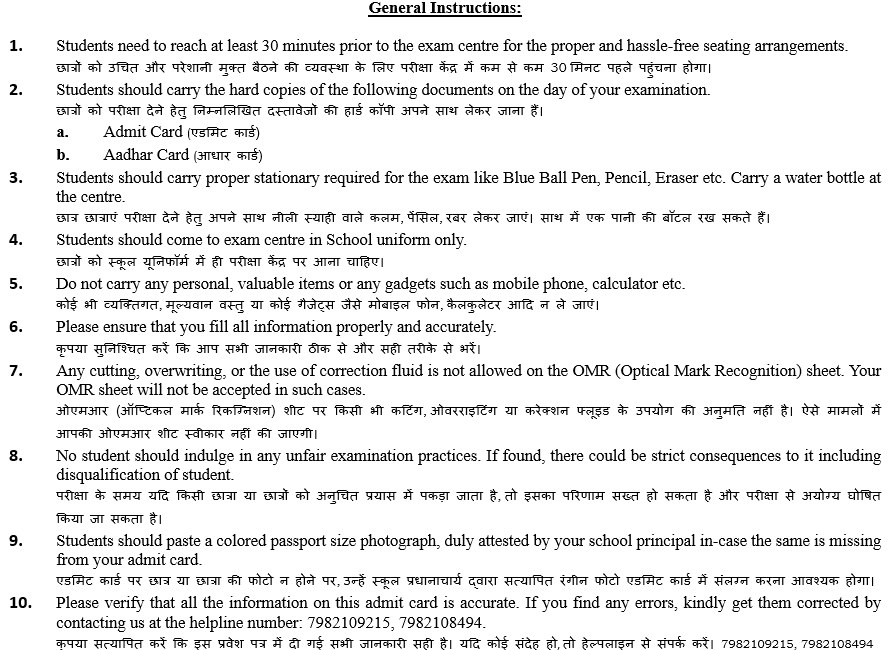 General Instructions:
1. Students need to reach at least 30 minutes prior to the exam centre for the proper and hassle-free seating arrangements.
छात्रों को उचित और परेशानी मुक्त बैठने की व्यवस्था के लिए परीक्षा केंद्र में कम से कम 30 मिनट पहले पहुंचना होगा।
2. Students should carry the hard copies of the following documents on the day of your examination.
छात्रों को परीक्षा देने हेतु निम्नलिखित दस्तावेजों की हार्ड कॉपी अपने साथ लेकर जाना हैं।
a. Admit Card (एडमिट कार्ड)
b. Aadhar Card (आधार कार्ड)
3. Students should carry proper stationary required for the exam like Blue Ball Pen, Pencil, Eraser etc. Carry a water bottle at
the centre.
छात्र छात्राएं परीक्षा देने हेतु अपने साथ नीली स्याही वाले कलम, पेंसिल, रबर लेकर जाएं। साथ में एक पानी की बॉटल रख सकते हैं।
4. Students should come to exam centre in School uniform only.
छात्रों को स्कूल यूनिफॉर्म में ही परीक्षा केंद्र पर आना चाहिए।
5. Do not carry any personal, valuable items or any gadgets such as mobile phone, calculator etc.
कोई भी व्यक्तिगत, मूल्यवान वस्तु या कोई गैजेट्स जैसे मोबाइल फोन, कैलकुलेटर आदि न ले जाएं।
6. Please ensure that you fill all information properly and accurately.
कृपया सुनिश्चित करें कि आप सभी जानकारी ठीक से और सही तरीके से भरें।
7. Any cutting, overwriting, or the use of correction fluid is not allowed on the OMR (Optical Mark Recognition) sheet. Your
OMR sheet will not be accepted in such cases.
ओएमआर (ऑप्टिकल मार्क रिकग्निशन) शीट पर किसी भी कटिंग, ओवरराइटिंग या करेक्शन फ्लूइड के उपयोग की अनुमति नहीं है। ऐसे मामलों में
आपकी ओएमआर शीट स्वीकार नहीं की जाएगी।
8. No student should indulge in any unfair examination practices. If found, there could be strict consequences to it including
disqualification of student.
परीक्षा के समय यदि किसी छात्रा या छात्रों को अनुचित प्रयास में पकड़ा जाता है, तो इसका परिणाम सख्त हो सकता है और परीक्षा से अयोग्य घोषित
किया जा सकता है।
9. Students should paste a colored passport size photograph, duly attested by your school principal in-case the same is missing
from your admit card.
एडमिट कार्ड पर छात्र या छात्रा की फोटो न होने पर, उन्हें स्कूल प्रधानाचार्य द्वारा सत्यापित रंगीन फोटो एडमिट कार्ड में संलग्न करना आवश्यक होगा।
10. Please verify that all the information on this admit card is accurate. If you find any errors, kindly get them corrected by
contacting us at the helpline number: 7982109215, 7982108494.
कृपया सत्यापित करें कि इस प्रवेश पत्र में दी गई सभी जानकारी सही है। यदि कोई संदेह हो, तो हेल्पलाइन से संपर्क करें। 7982109215, 7982108494